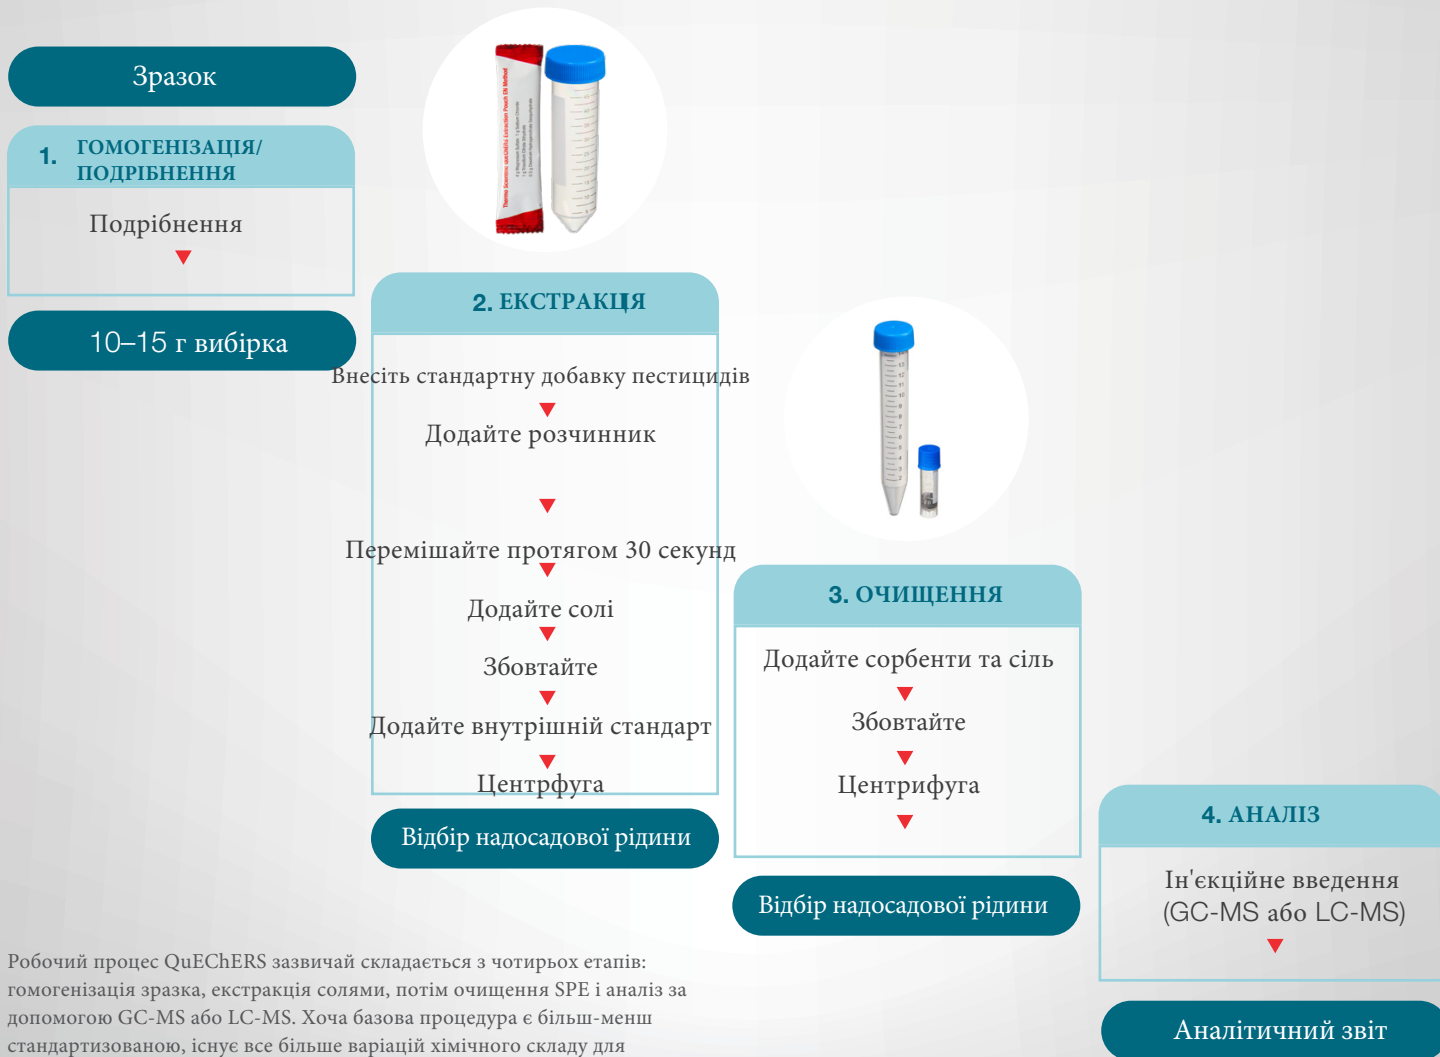 Зразок
1. ГОМОГЕНІЗАЦІЯ/
ПОДРІБНЕННЯ
Подрібнення
10–15 г вибірка
2. ЕКСТРАКЦІЯ
Внесіть стандартну добавку пестицидів
Додайте розчинник
Перемішайте протягом 30 секунд
Додайте солі
Збовтайте
Додайте внутрішній стандарт
Центрфуга
Відбір надосадової рідини
3. ОЧИЩЕННЯ
Додайте сорбенти та сіль
Збовтайте
Центрифуга
Відбір надосадової рідини
4. АНАЛІЗ
Ін'єкційне введення
(GC-MS або LC-MS)
Аналітичний звіт
Робочий процес QuEChERS зазвичай складається з чотирьох етапів:
гомогенізація зразка, екстракція солями, потім очищення SPE і аналіз за
допомогою GC-MS або LC-MS. Хоча базова процедура є більш-менш
стандартизованою, існує все більше варіацій хімічного складу для